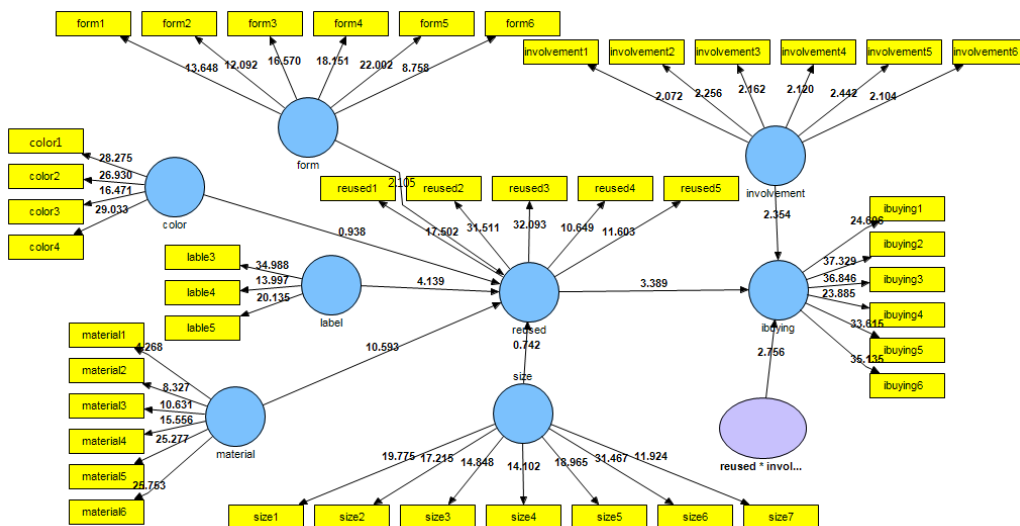 form1 form2 form3 form4 form5 form6
13.648 12.092 16.570 18.151 22.002 8.758
form
involvement1 involvement2 involvement3 involvement4 involvement5 involvement6
2.072 2.256 2.162 2.120 2.442 2.104
involvement
color1
color2
color3
color4
28.275
26.930
16.471
29.033
color
2.105
0.938
reused1 reused2 reused3 reused4 reused5
17.502 31.511 32.093 10.649 11.603
reused
2.354
ibuying1
ibuying2
ibuying3
ibuying4
ibuying5
ibuying6
37.329
36.846
23.885
33.615
35.135
ibuying
lable3
lable4
lable5
34.988
13.997
20.135
label
4.139
3.389
material1
material2
material3
material4
material5
material6
4.268
8.327
10.631
15.556
25.277
25.753
material
10.593
0.742
size
2.756
reused * invol...
19.775 17.215 14.848 14.102 18.965 31.467 11.924
size1 size2 size3 size4 size5 size6 size7